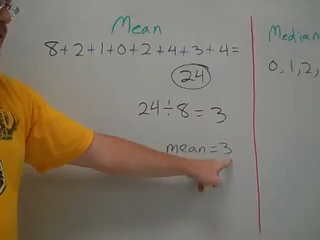 Mean
8+2+1+0+2+4+3+4=
24
24÷8=3
mean=3
Median
0, 1, 2,